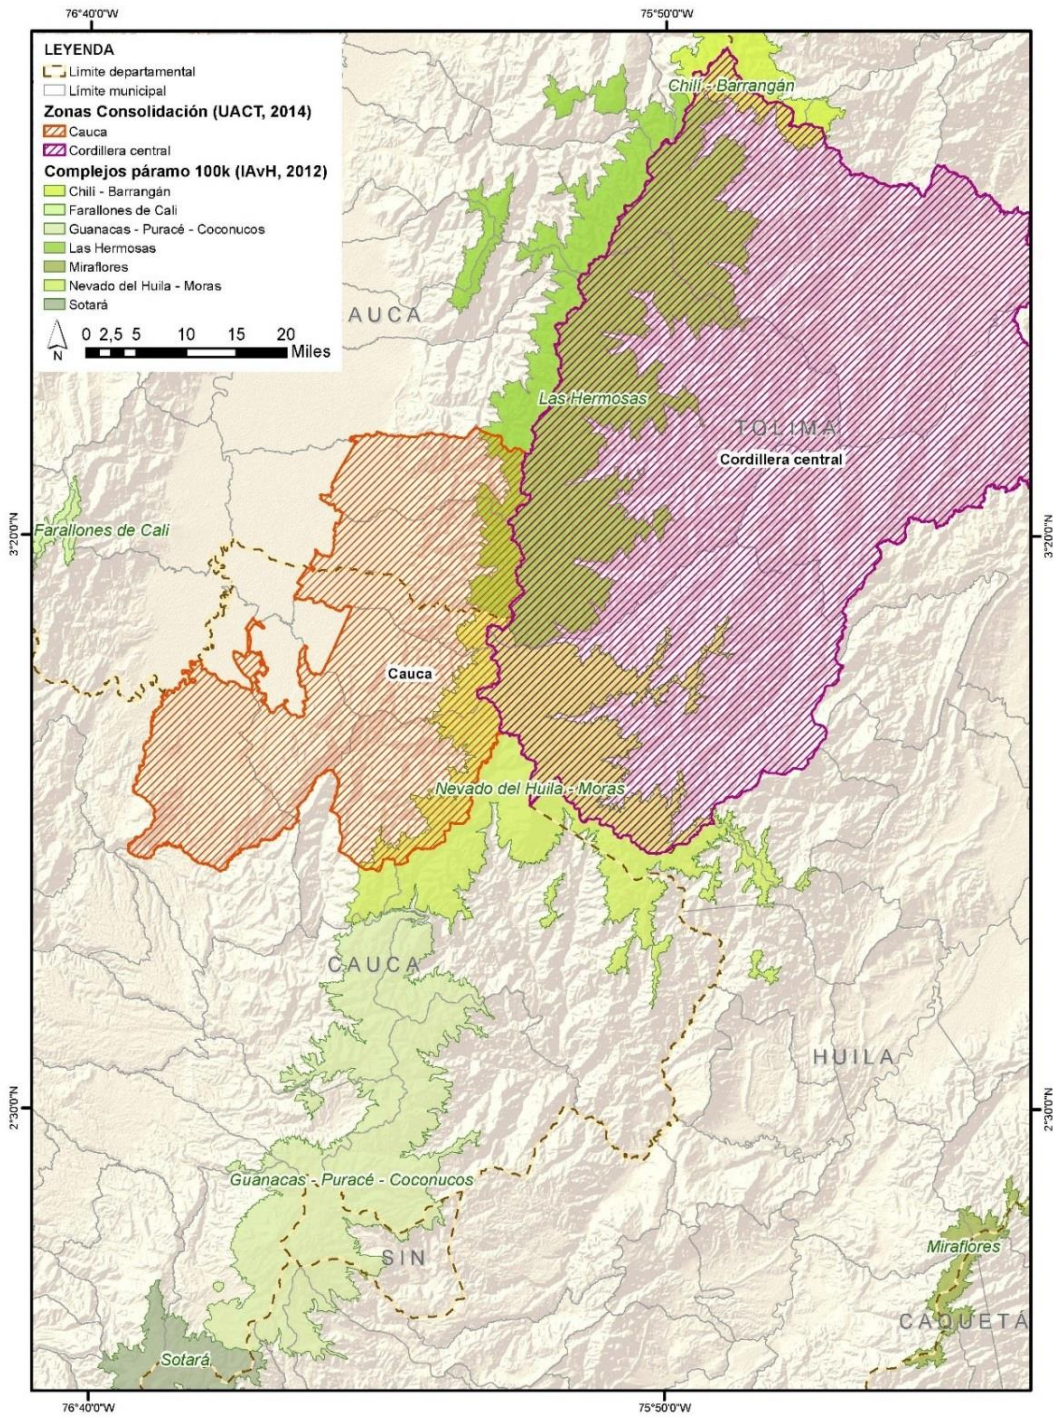 76°40'0"W
75°50'0"W
LEYENDA
Límite departamental
Límite municipal
Zonas Consolidación (UACT, 2014)
Cauca
Cordillera central
Complejos páramo 100k (IAvH, 2012)
Chilí - Barrangán
Farallones de Cali
Guanacas - Puracé - Coconucos
Las Hermosas
Miraflores
Nevado del Huila - Moras
Sotará
N
0 2,5 5 10 15 20
Miles
Chilí - Barrangán
AUCA
Las Hermosas
TOLIMA
Cordillera central
Farallones de Cali
3°20'0"N
3°20'0"N
Cauca
Nevado del Huila - Moras
CAUCA
HUILA
2°30'0"N
2°30'0"N
Guanacas - Puracé - Coconucos
SIN
Miraflores
CAQUETÁ
Sotará
76°40'0"W
75°50'0"W